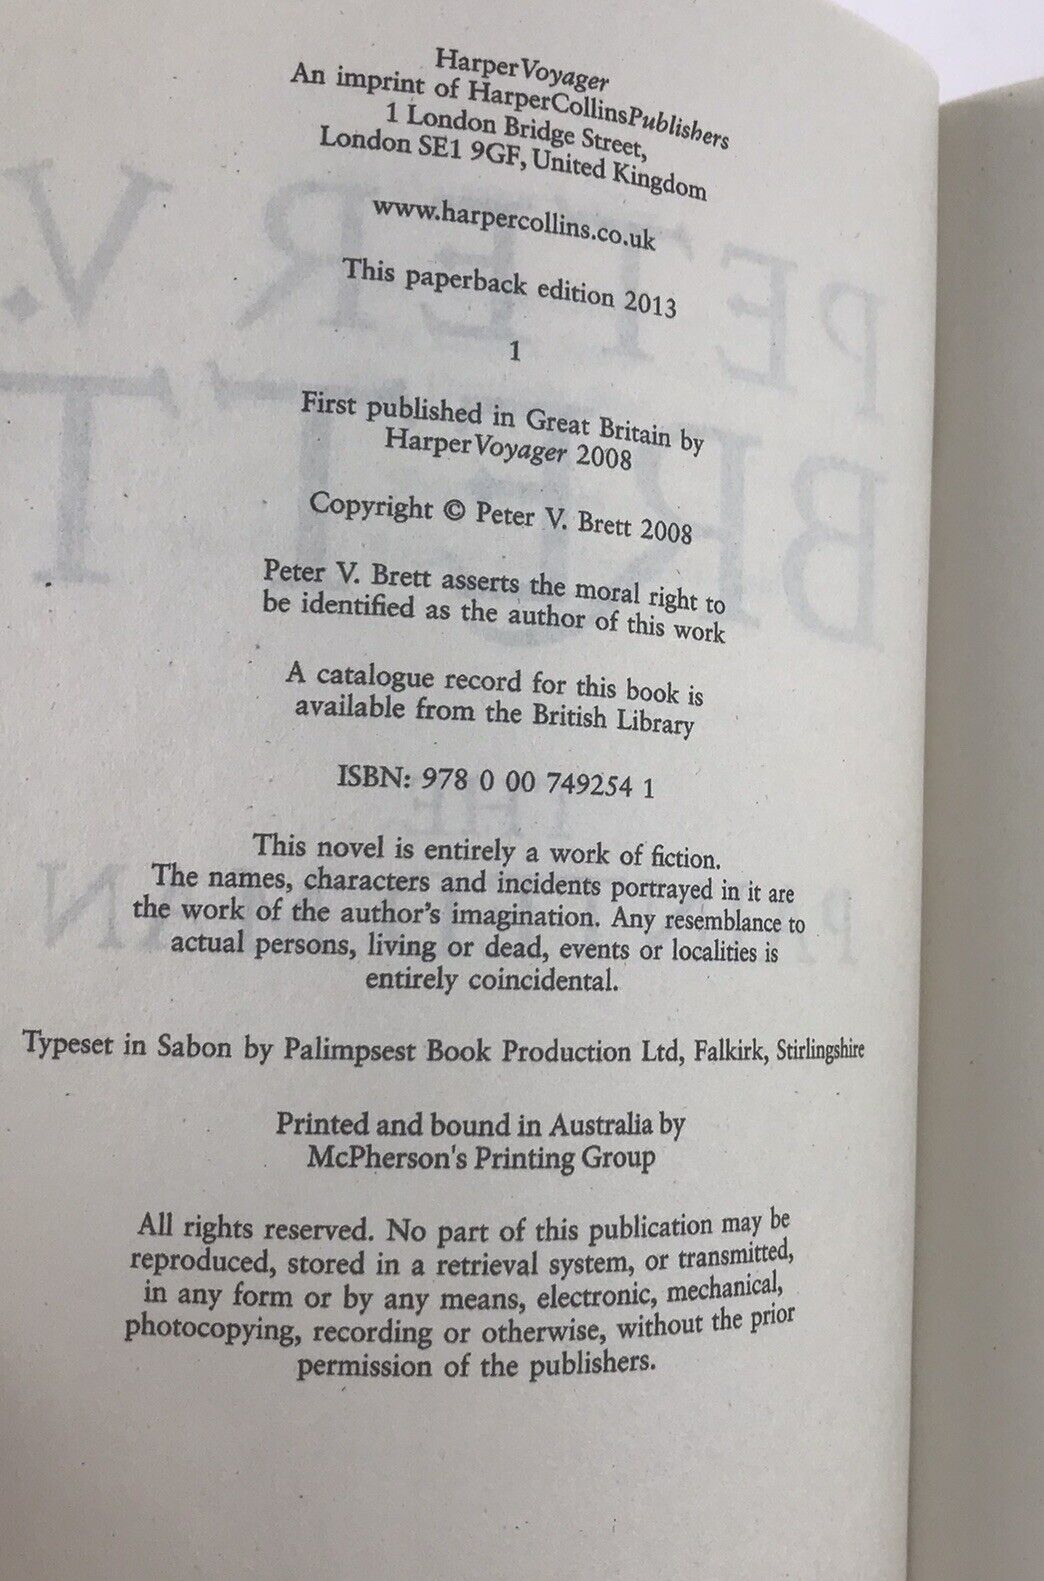 HarperVoyager
An imprint of HarperCollinsPublishers
1 London Bridge Street,
London SE1 9GF, United Kingdom
www.harpercollins.co.uk
This paperback edition 2013
1
First published in Great Britain by
HarperVoyager 2008
Copyright © Peter V. Brett 2008
Peter V. Brett asserts the moral right to
be identified as the author of this work
A catalogue record for this book is
available from the British Library
ISBN: 978 0 00 749254 1
This novel is entirely a work of fiction.
The names, characters and incidents portrayed in it are
the work of the author's imagination. Any resemblance to
actual persons, living or dead, events or localities is
entirely coincidental.
Typeset in Sabon by Palimpsest Book Production Ltd, Falkirk, Stirlingshire
Printed and bound in Australia by
McPherson's Printing Group
All rights reserved. No part of this publication may be
reproduced, stored in a retrieval system, or transmitted,
in any form or by any means, electronic, mechanical,
photocopying, recording or otherwise, without the prior
permission of the publishers.